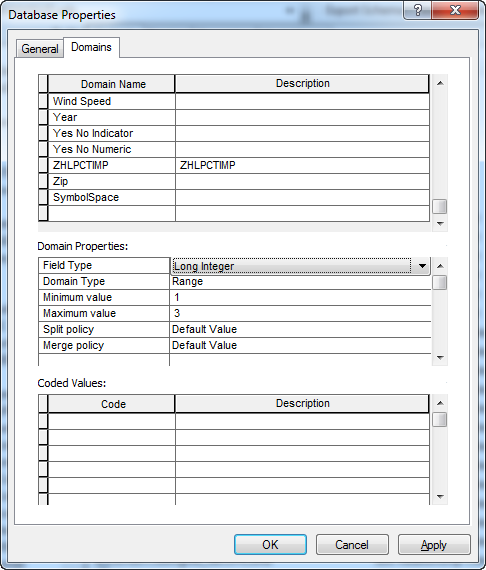 Database Properties
General Domains
Domain Name Description
Wind Speed
Year
Yes No Indicator
Yes No Numeric
ZHLPCTIMP ZHLPCTIMP
Zip
SymbolSpace
Domain Properties:
Field Type Long Integer
Domain Type Range
Minimum value 1
Maximum value 3
Split policy Default Value
Merge policy Default Value
Coded Values:
Code Description
OK Cancel Apply